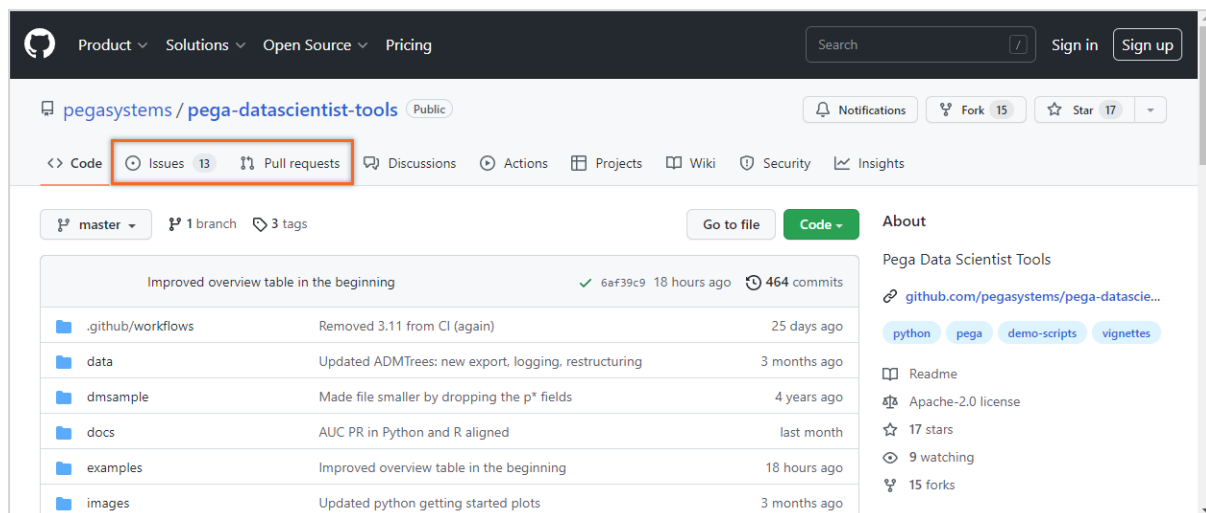 Product Solutions Open Source Pricing Search / Sign in Sign up
pegasystems / pega-datascientist-tools Public Notifications Fork 15 Star 17
<> Code Issues 13 Pull requests Discussions Actions Projects Wiki Security Insights
master 1 branch 3 tags Go to file Code
Improved overview table in the beginning 6af39c9 18 hours ago 464 commits
.github/workflows Removed 3.11 from CI (again) 25 days ago
data Updated ADMTrees: new export, logging, restructuring 3 months ago
dmsample Made file smaller by dropping the p* fields 4 years ago
docs AUC PR in Python and R aligned last month
examples Improved overview table in the beginning 18 hours ago
images Updated python getting started plots 3 months ago
About
Pega Data Scientist Tools
github.com/pegasystems/pega-datascie...
python pega demo-scripts vignettes
Readme
Apache-2.0 license
17 stars
9 watching
15 forks